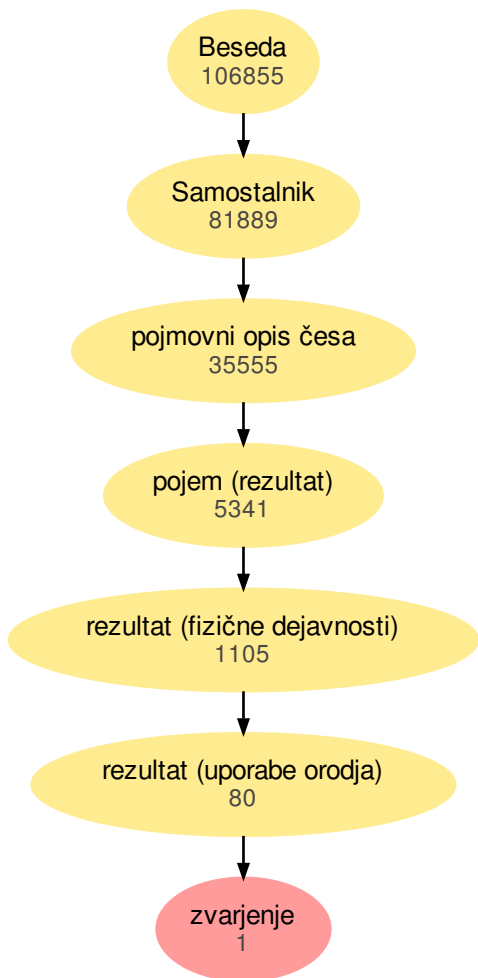 Beseda
106855
Samostalnik
81889
pojmovni opis česa
35555
pojem (rezultat)
5341
rezultat (fizične dejavnosti)
1105
rezultat (uporabe orodja)
80
zvarjenje
1